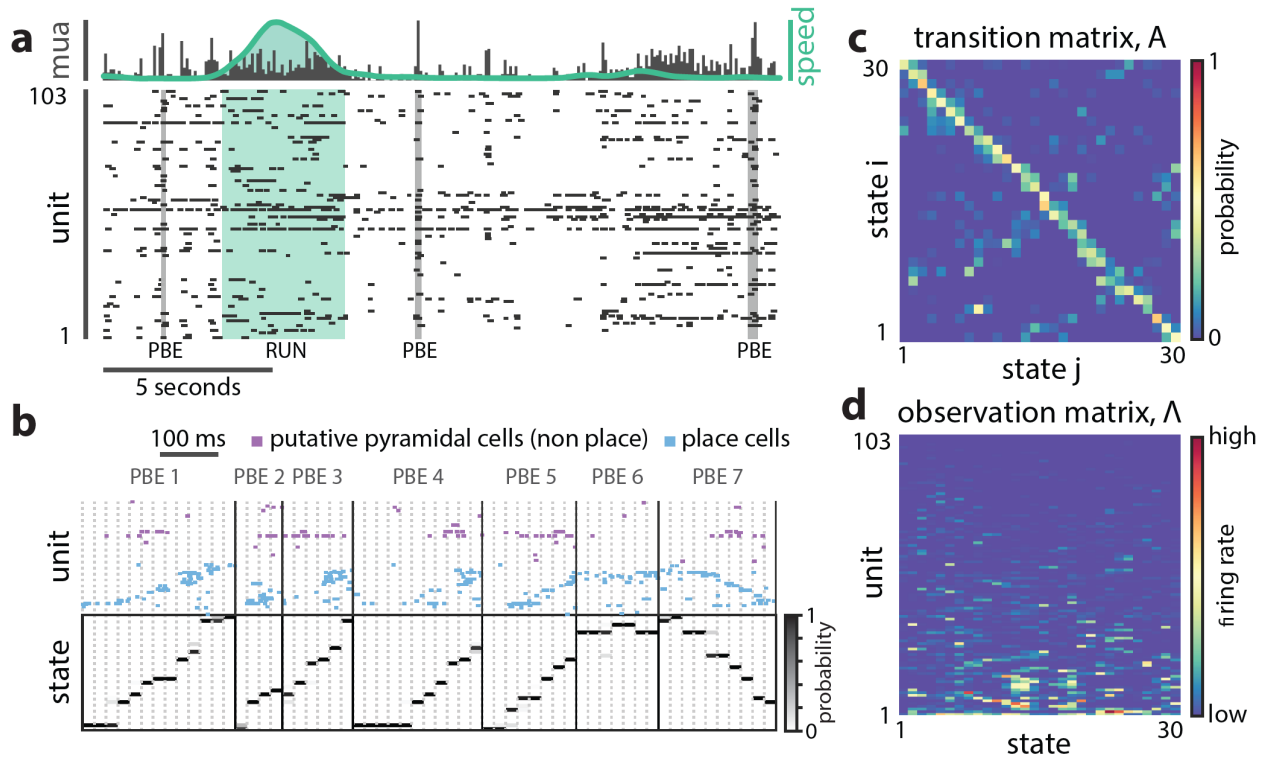 a
mua
speed
103
unit
1
PBE
RUN
PBE
PBE
5 seconds
b
100 ms
putative pyramidal cells (non place)
place cells
PBE 1
PBE 2
PBE 3
PBE 4
PBE 5
PBE 6
PBE 7
unit
state
1
probability
0
c
transition matrix, A
30
state i
1
1
30
state j
1
probability
0
d
observation matrix, Λ
103
unit
1
1
30
state
high
firing rate
low